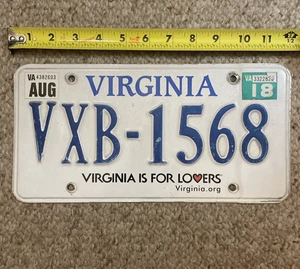 1 2 3 4 5 6 7 8 9 10 11
VIRGINIA
AUG
VA
18
VXB-1568
VIRGINIA IS FOR LOVERS
Virginia.org